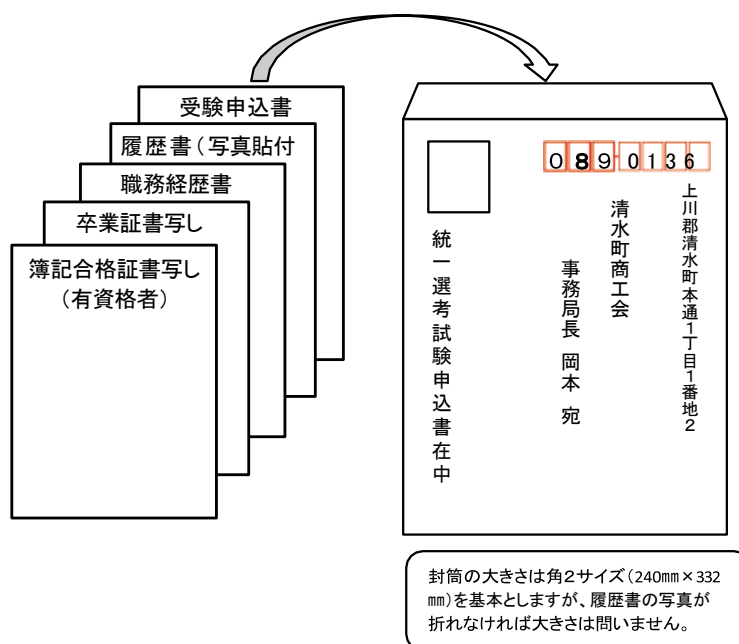 受験申込書
履歴書（写真貼付
職務経歴書
卒業証書写し
簿記合格証書写し
（有資格者）
089-0136
上川郡清水町本通1丁目1番地2
清水町商工会
事務局長 岡本 宛
統一選考試験申込書在中
封筒の大きさは角2サイズ（240㎜×332
㎜）を基本としますが、履歴書の写真が
折れなければ大きさは問いません。